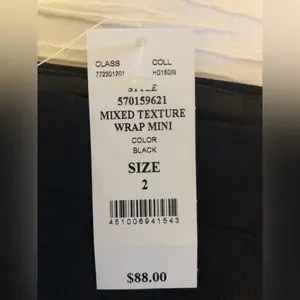 CLASS COLL
772301201 HO150IN
STYLE
570159621
MIXED TEXTURE
WRAP MINI
COLOR
BLACK
SIZE
2
451006941543
$88.00